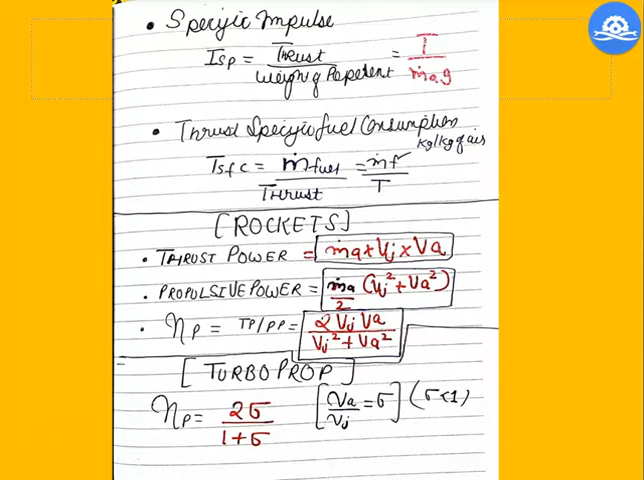 • Specific Impulse
Isp = Thrust / Weight of Propellent = T / ṁa.g
• Thrust Specific fuel Consumption
kg/kg of air
Tsfc = ṁfuel / THrust = ṁf / T
[ROCKETS]
• THRUST POWER = ṁa x Vj x Va
• PROPULSIVE POWER = ṁa/2 (Vj² + Va²)
• ηp = TP/PP = 2 Vj Va / Vj² + Va²
[TURBOPROP]
ηp = 2σ / 1+σ [Va/Vj = σ] (σ<1)